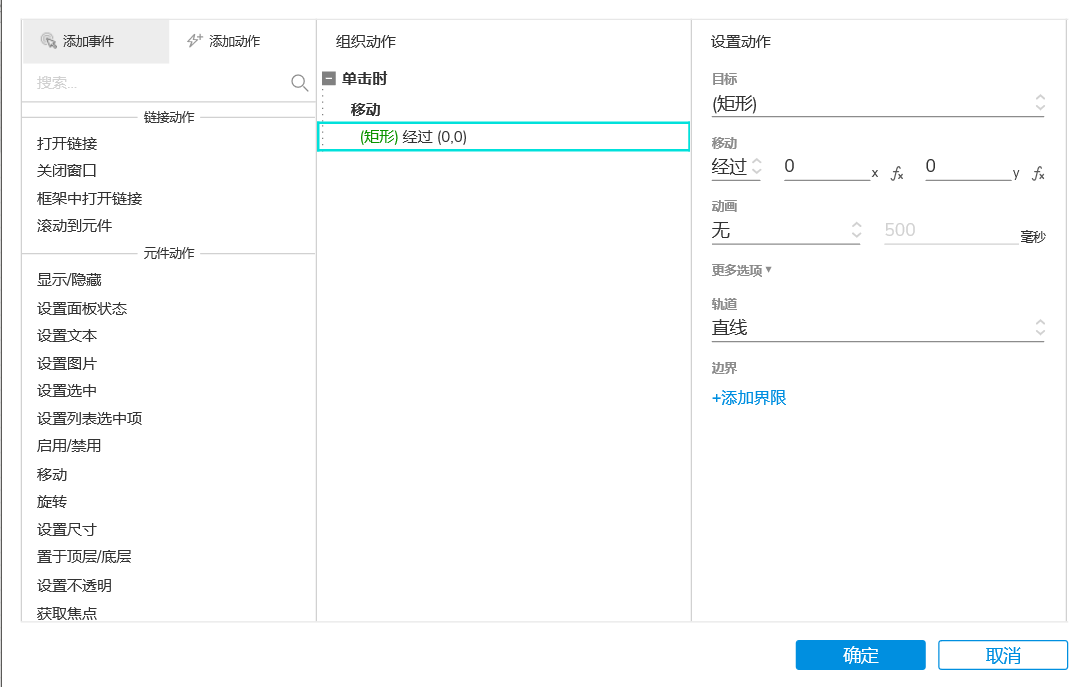 添加事件
添加动作
搜索...
链接动作
打开链接
关闭窗口
框架中打开链接
滚动到元件
元件动作
显示/隐藏
设置面板状态
设置文本
设置图片
设置选中
设置列表选中项
启用/禁用
移动
旋转
设置尺寸
置于顶层/底层
设置不透明
获取焦点
组织动作
单击时
移动
(矩形) 经过 (0,0)
设置动作
目标
(矩形)
移动
经过 0 x fx 0 y fx
动画
无 500 毫秒
更多选项▼
轨道
直线
边界
+添加界限
确定 取消